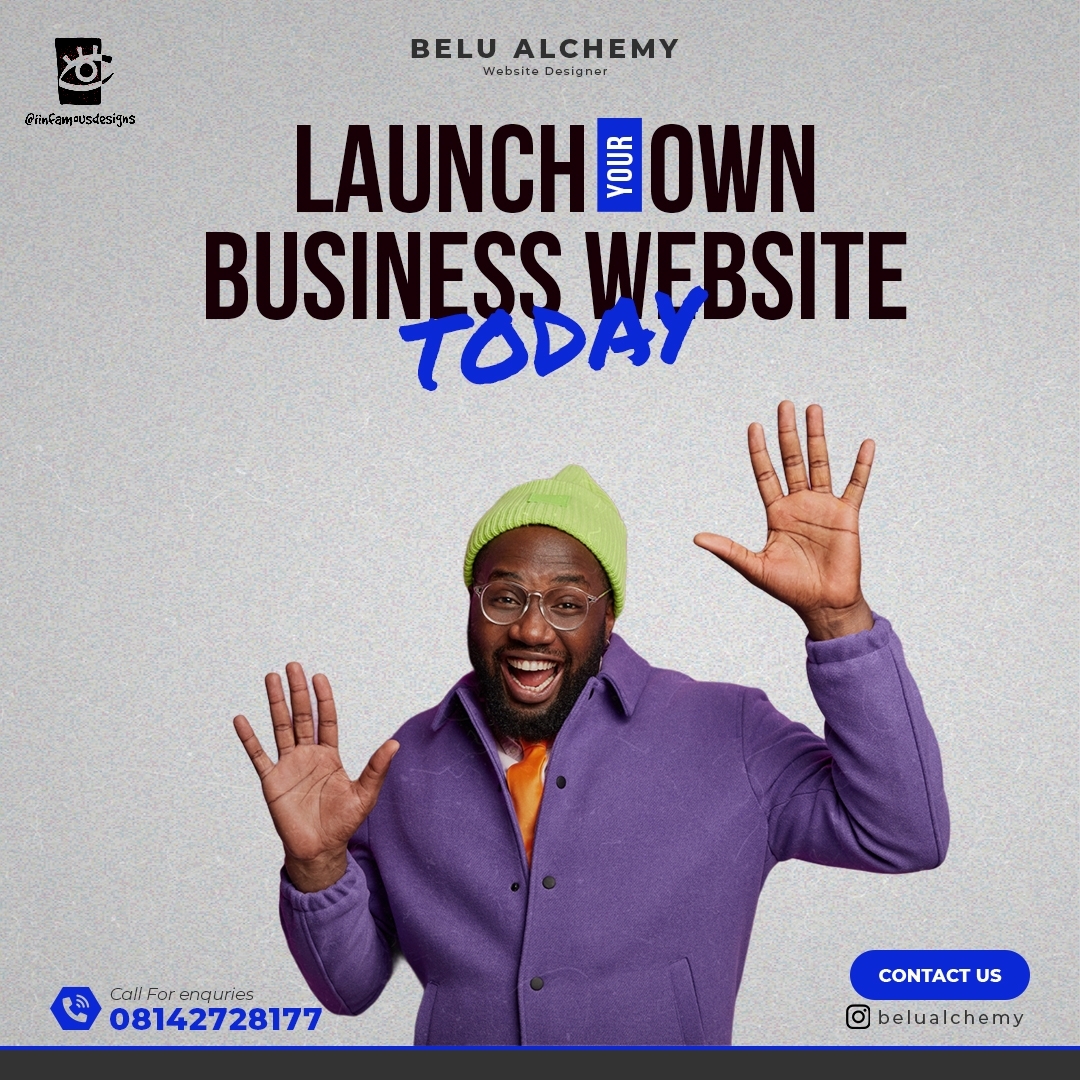 BELU ALCHEMY
Website Designer
@iinfamousdesigns
LAUNCH YOUR OWN
BUSINESS WEBSITE
TODAY
Call For enquries
08142728177
CONTACT US
belualchemy